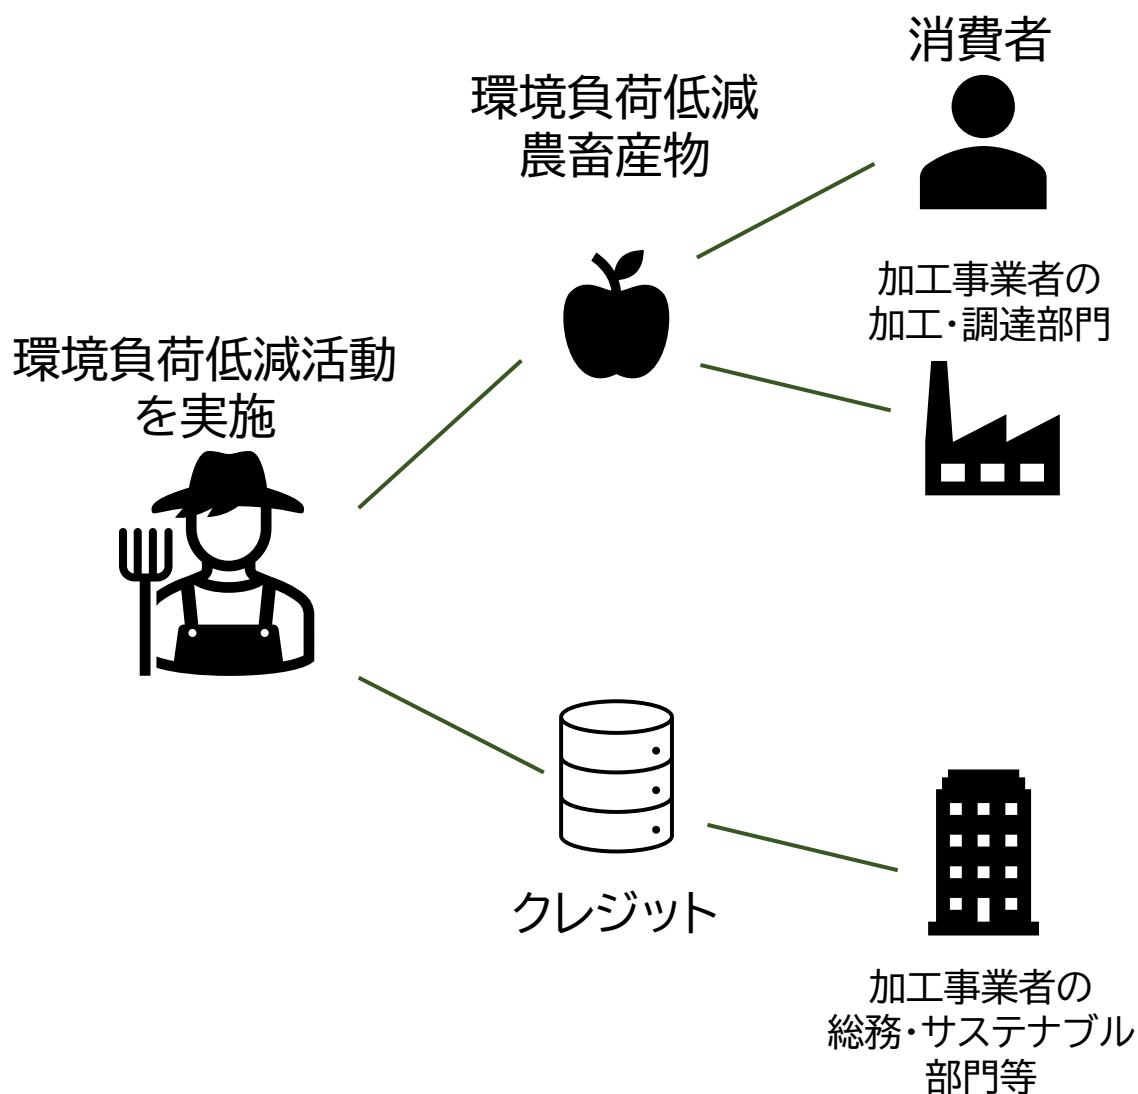 消費者
環境負荷低減
農畜産物
加工事業者の
加工・調達部門
環境負荷低減活動
を実施
クレジット
加工事業者の
総務・サステナブル
部門等